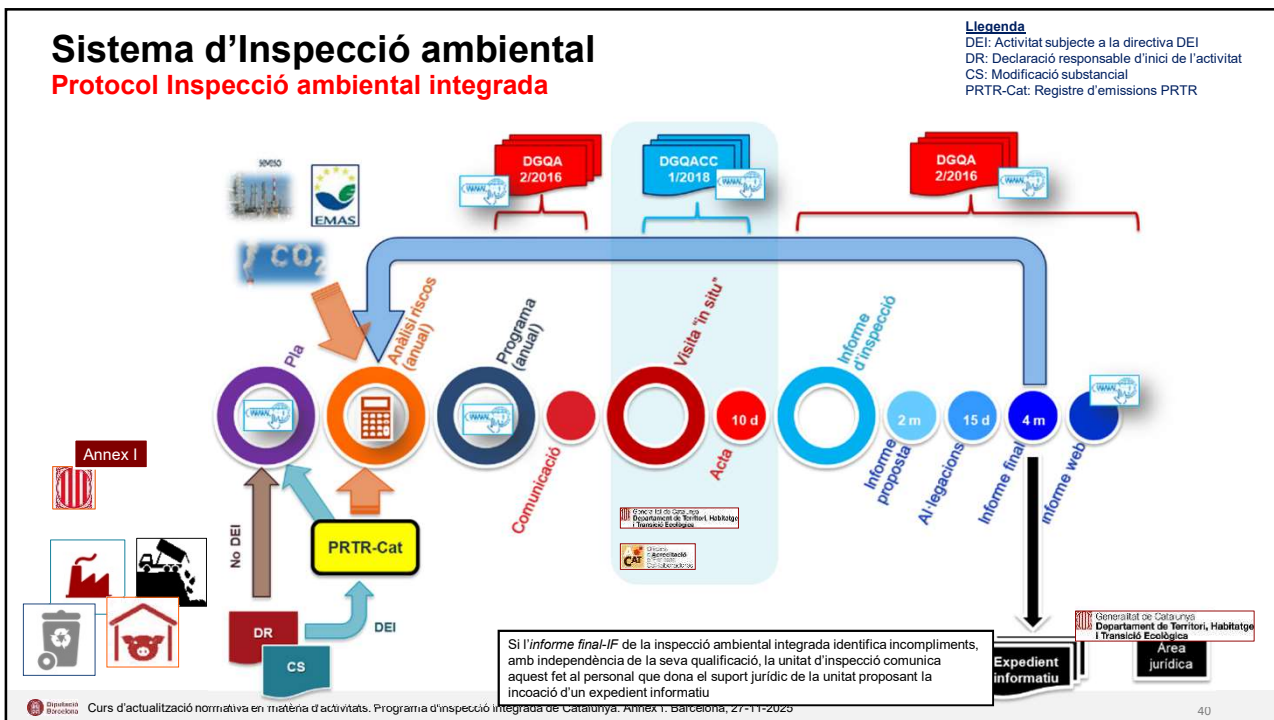 Sistema d’Inspecció ambiental
Protocol Inspecció ambiental integrada
Llegenda
DEI: Activitat subjecte a la directiva DEI
DR: Declaració responsable d’inici de l’activitat
CS: Modificació substancial
PRTR-Cat: Registre d’emissions PRTR
SEVESO
EMAS
CO2
DGQA
2/2016
DGQACC
1/2018
DGQA
2/2016
Pla
Anàlisi riscos
(anual)
Programa
(anual)
Comunicació
Visita “in situ”
10 d
Acta
Informe
d’inspecció
2 m
Informe
proposta
15 d
Al·legacions
4 m
Informe final
Informe web
Annex I
No DEI
PRTR-Cat
DEI
DR
CS
Generalitat de Catalunya
Departament de Territori, Habitatge
i Transició Ecològica
Oficina
d’Acreditació
d’Entitats
Col·laboradores
Si l’informe final-IF de la inspecció ambiental integrada identifica incompliments,
amb independència de la seva qualificació, la unitat d’inspecció comunica
aquest fet al personal que dona el suport jurídic de la unitat proposant la
incoació d’un expedient informatiu
Generalitat de Catalunya
Departament de Territori, Habitatge
i Transició Ecològica
Expedient
informatiu
Àrea
jurídica
Diputació
Barcelona
Curs d’actualització normativa en matèria d’activitats. Programa d’inspecció integrada de Catalunya. Annex I. Barcelona, 27-11-2025
40